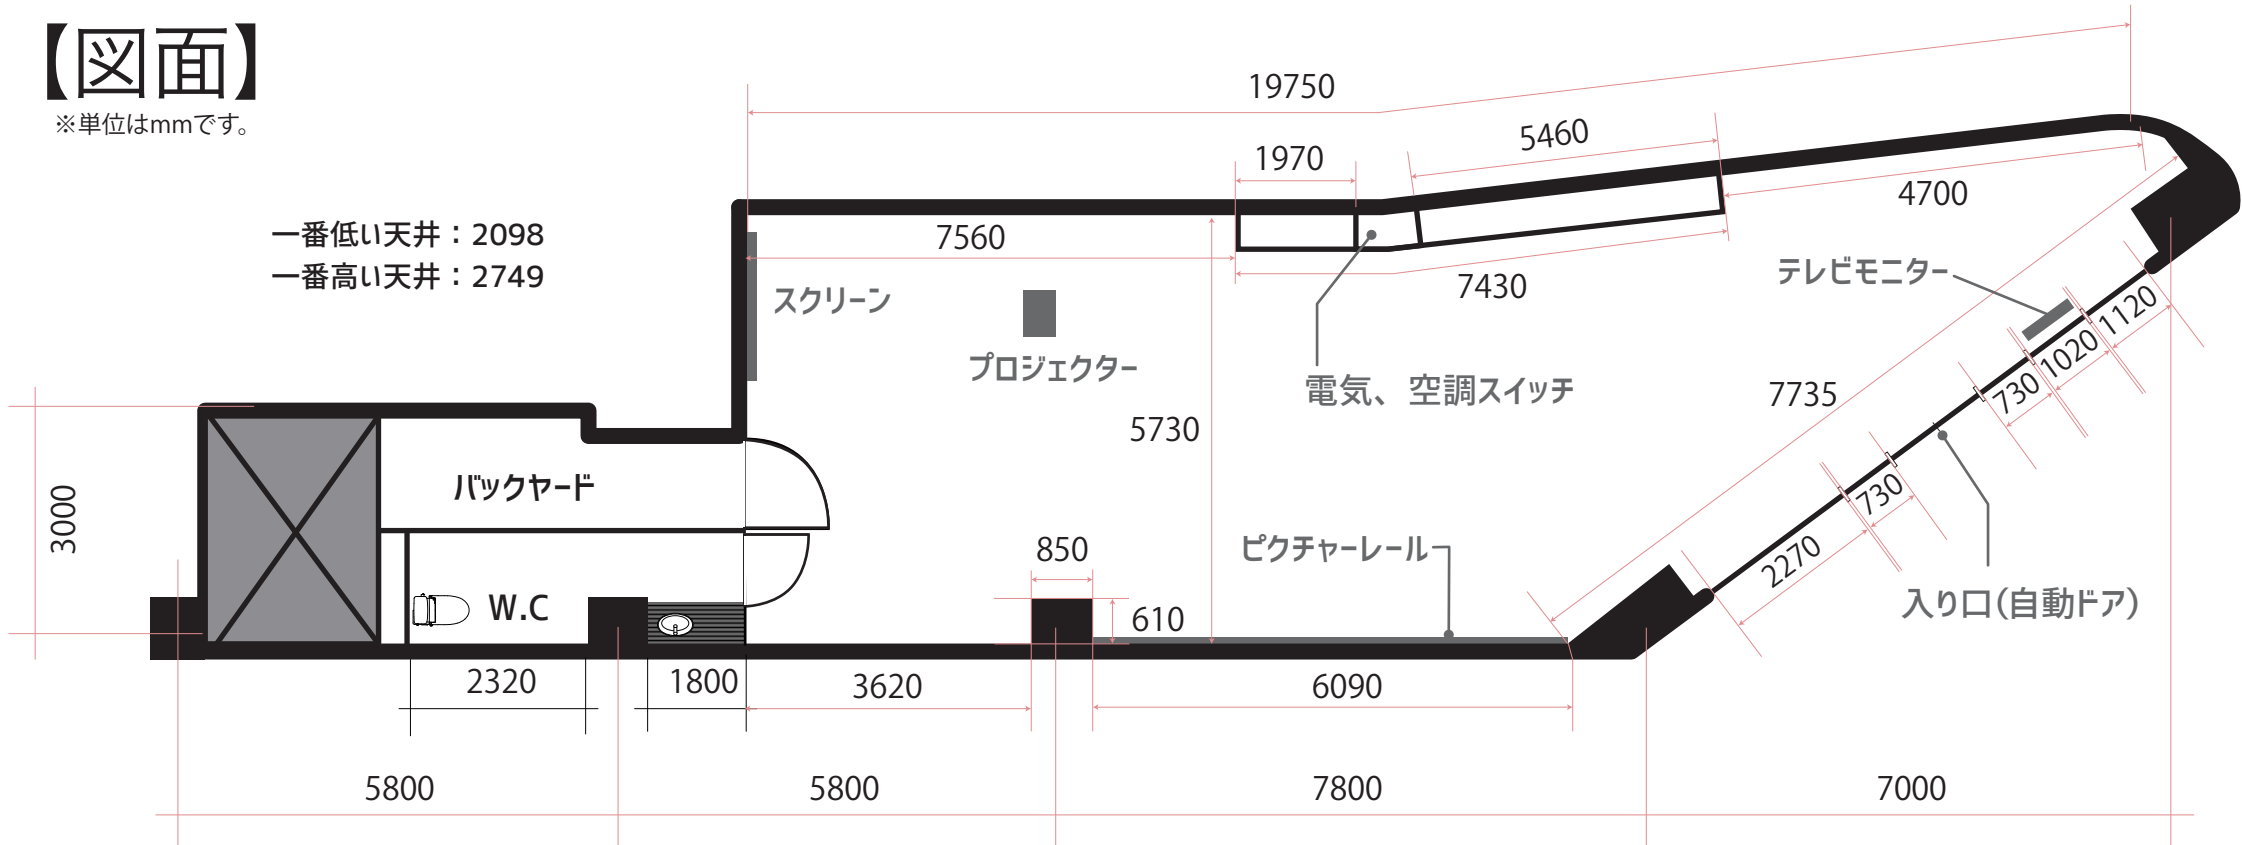 【図面】
※単位はmmです。
一番低い天井：2098
一番高い天井：2749
19750
5460
1970
4700
7560
7430
スクリーン
プロジェクター
電気、空調スイッチ
テレビモニター
1120
1020
730
7735
5730
730
2270
入り口(自動ドア)
バックヤード
3000
W.C
850
610
ピクチャーレール
2320
1800
3620
6090
5800
5800
7800
7000